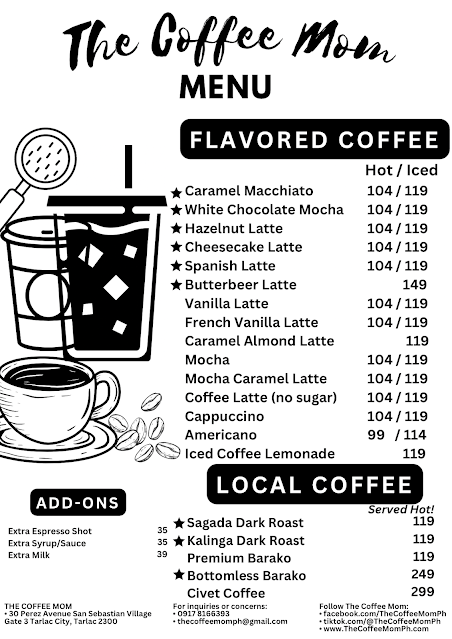 The Coffee Mom
MENU
FLAVORED COFFEE
Hot / Iced
★ Caramel Macchiato 104 / 119
★ White Chocolate Mocha 104 / 119
★ Hazelnut Latte 104 / 119
★ Cheesecake Latte 104 / 119
★ Spanish Latte 104 / 119
★ Butterbeer Latte 149
Vanilla Latte 104 / 119
French Vanilla Latte 104 / 119
Caramel Almond Latte 119
Mocha 104 / 119
Mocha Caramel Latte 104 / 119
Coffee Latte (no sugar) 104 / 119
Cappuccino 104 / 119
Americano 99 / 114
★ Iced Coffee Lemonade 119
LOCAL COFFEE
Served Hot!
★ Sagada Dark Roast 119
★ Kalinga Dark Roast 119
Premium Barako 119
★ Bottomless Barako 249
Civet Coffee 299
ADD-ONS
Extra Espresso Shot 35
Extra Syrup/Sauce 35
Extra Milk 39
THE COFFEE MOM
• 30 Perez Avenue San Sebastian Village
Gate 3 Tarlac City, Tarlac 2300
For inquiries or concerns:
• 0917 8166393
• thecoffeemomph@gmail.com
Follow The Coffee Mom:
• facebook.com/TheCoffeeMomPH
• tiktok.com/@TheCoffeeMomPH
• www.TheCoffeeMomPh.com